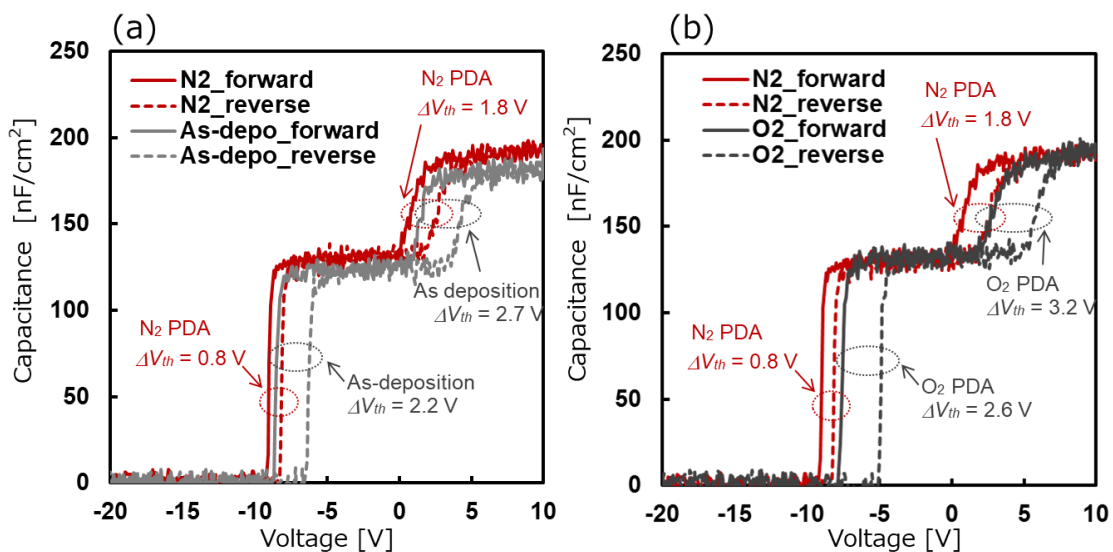 (a)
250
200
150
100
50
0
-20
-15
-10
-5
0
5
10
Capacitance [nF/cm²]
Voltage [V]
N2_forward
N2_reverse
As-depo_forward
As-depo_reverse
N₂ PDA
ΔVth = 1.8 V
As deposition
ΔVth = 2.7 V
N₂ PDA
ΔVth = 0.8 V
As-deposition
ΔVth = 2.2 V
(b)
250
200
150
100
50
0
-20
-15
-10
-5
0
5
10
Capacitance [nF/cm²]
Voltage [V]
N2_forward
N2_reverse
O2_forward
O2_reverse
N₂ PDA
ΔVth = 1.8 V
O₂ PDA
ΔVth = 3.2 V
N₂ PDA
ΔVth = 0.8 V
O₂ PDA
ΔVth = 2.6 V